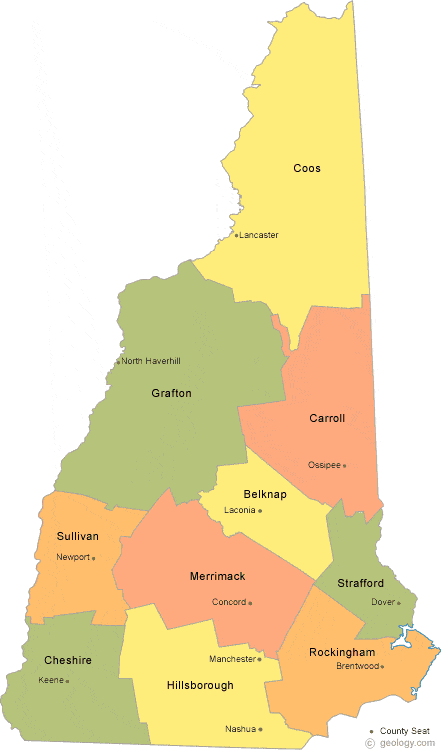 Coos
Lancaster
North Haverhill
Grafton
Carroll
Ossipee
Belknap
Laconia
Sullivan
Newport
Merrimack
Concord
Strafford
Dover
Cheshire
Keene
Rockingham
Brentwood
Manchester
Hillsborough
Nashua
County Seat
© geology.com